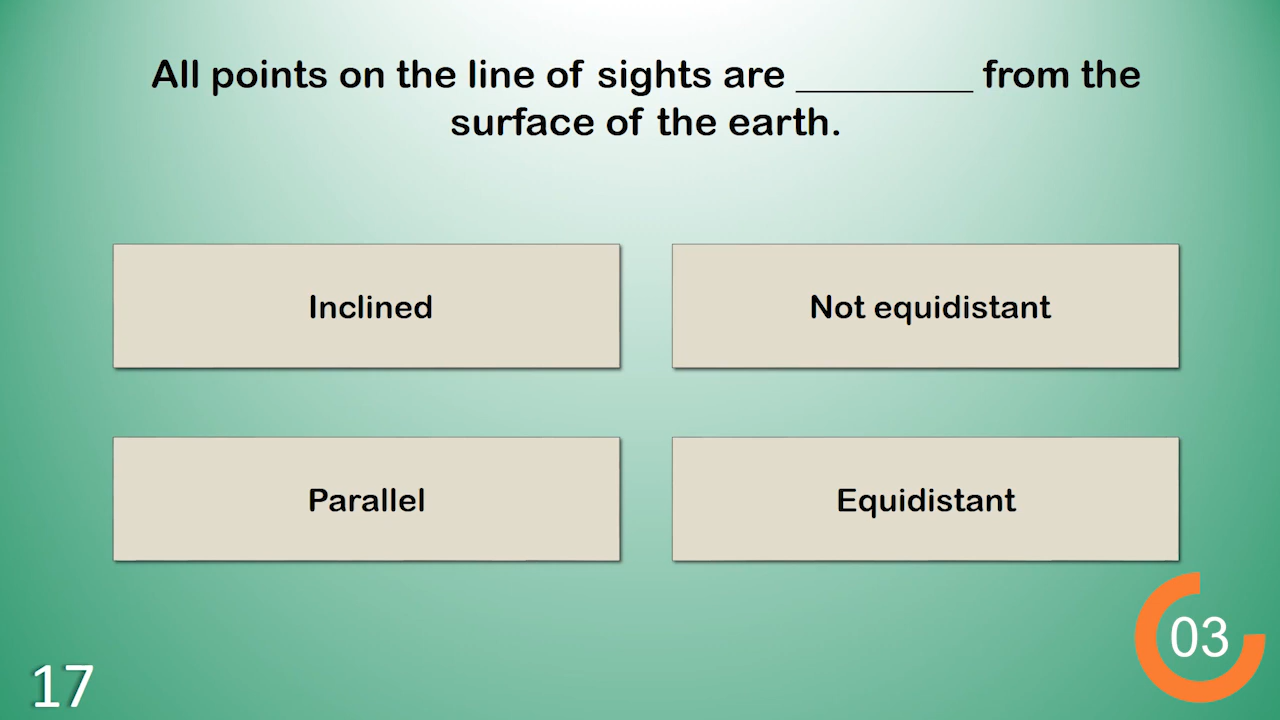 All points on the line of sights are __________ from the
surface of the earth.
Inclined
Not equidistant
Parallel
Equidistant
03
17